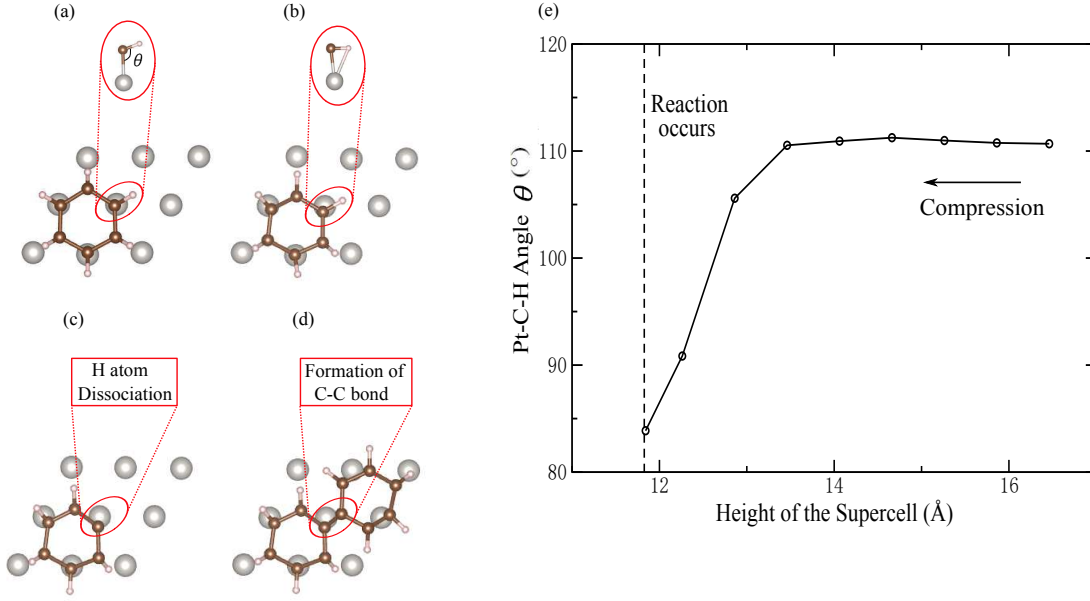 (a)
(b)
θ
(c)
(d)
H atom
Dissociation
Formation of
C-C bond
(e)
120
110
100
90
80
Pt-C-H Angle θ (°)
Reaction
occurs
Compression
12
14
16
Height of the Supercell (Å)